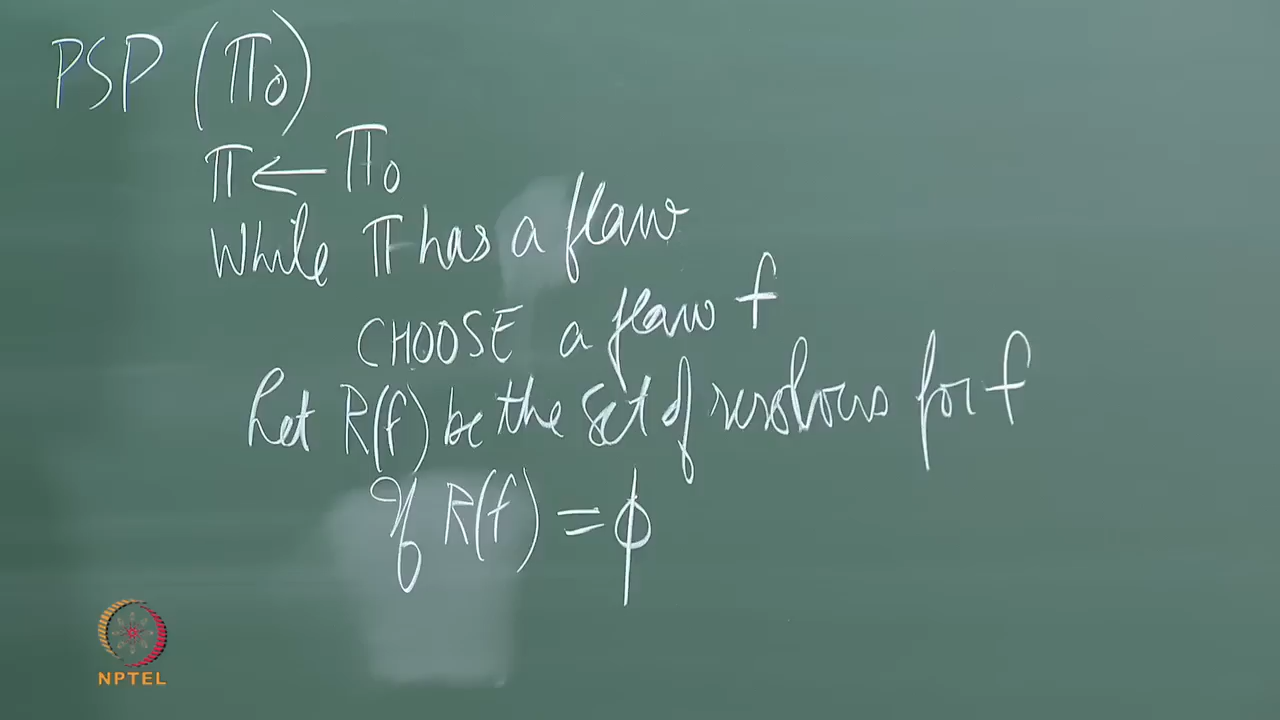 PSP (Π₀)
Π ← Π₀
While Π has a flaw
CHOOSE a flaw f
Let R(f) be the set of resolvers for f
If R(f) = ϕ
NPTEL